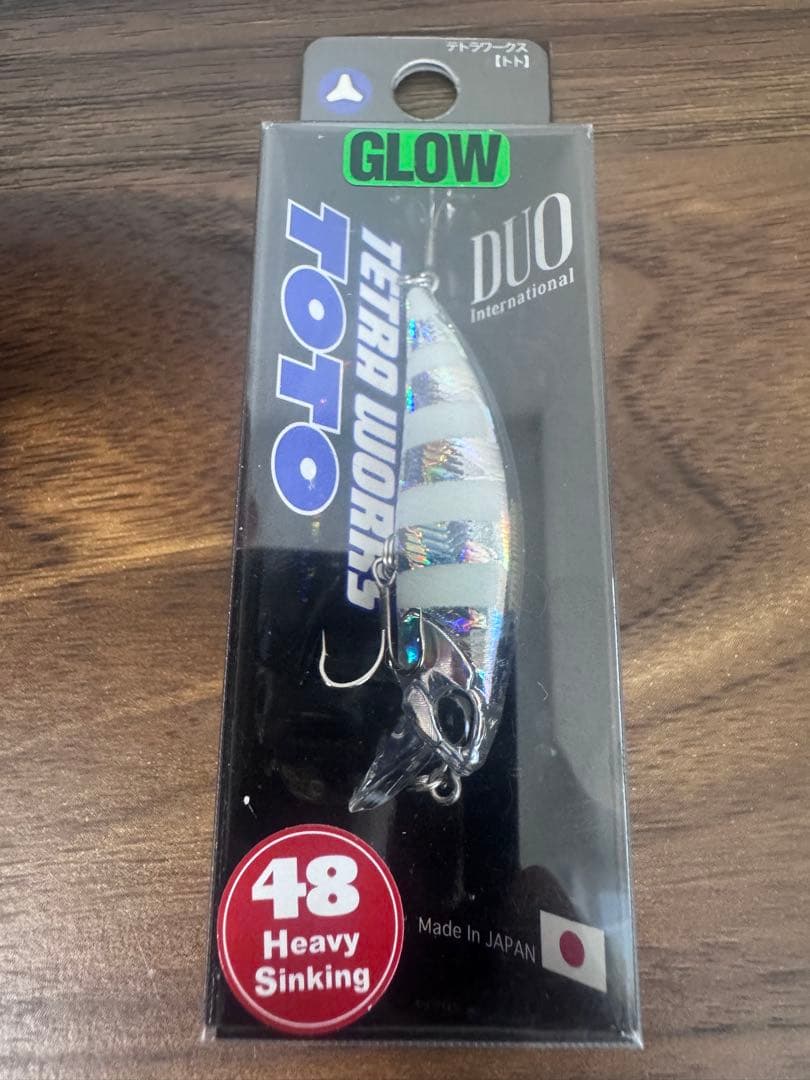 テトラワークス
【トト】
GLOW
DUO
International
TETRA WORKS
TOTO
48
Heavy
Sinking
Made In JAPAN